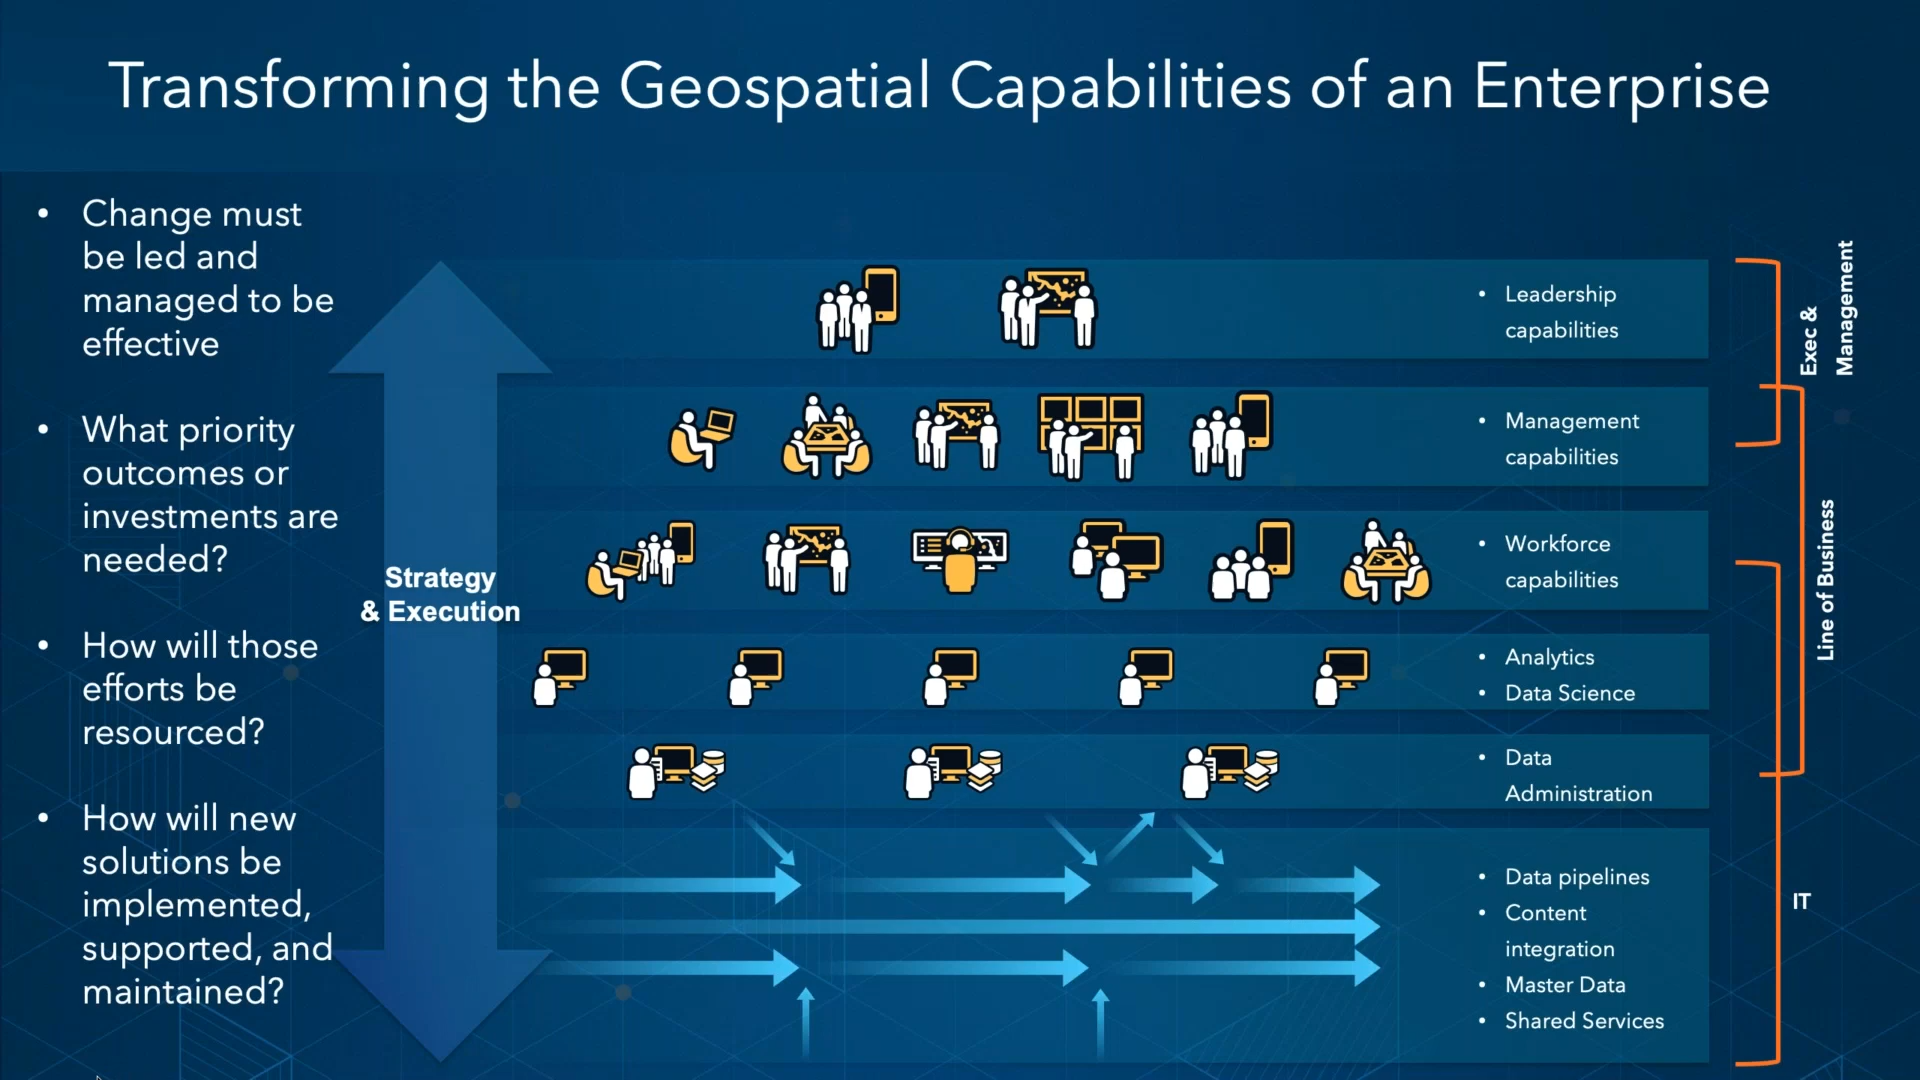 Transforming the Geospatial Capabilities of an Enterprise
• Change must
be led and
managed to be
effective
• What priority
outcomes or
investments are
needed?
• How will those
efforts be
resourced?
• How will new
solutions be
implemented,
supported, and
maintained?
Strategy
& Execution
• Leadership
capabilities
• Management
capabilities
• Workforce
capabilities
• Analytics
• Data Science
• Data
Administration
• Data pipelines
• Content
integration
• Master Data
• Shared Services
Exec &
Management
Line of Business
IT